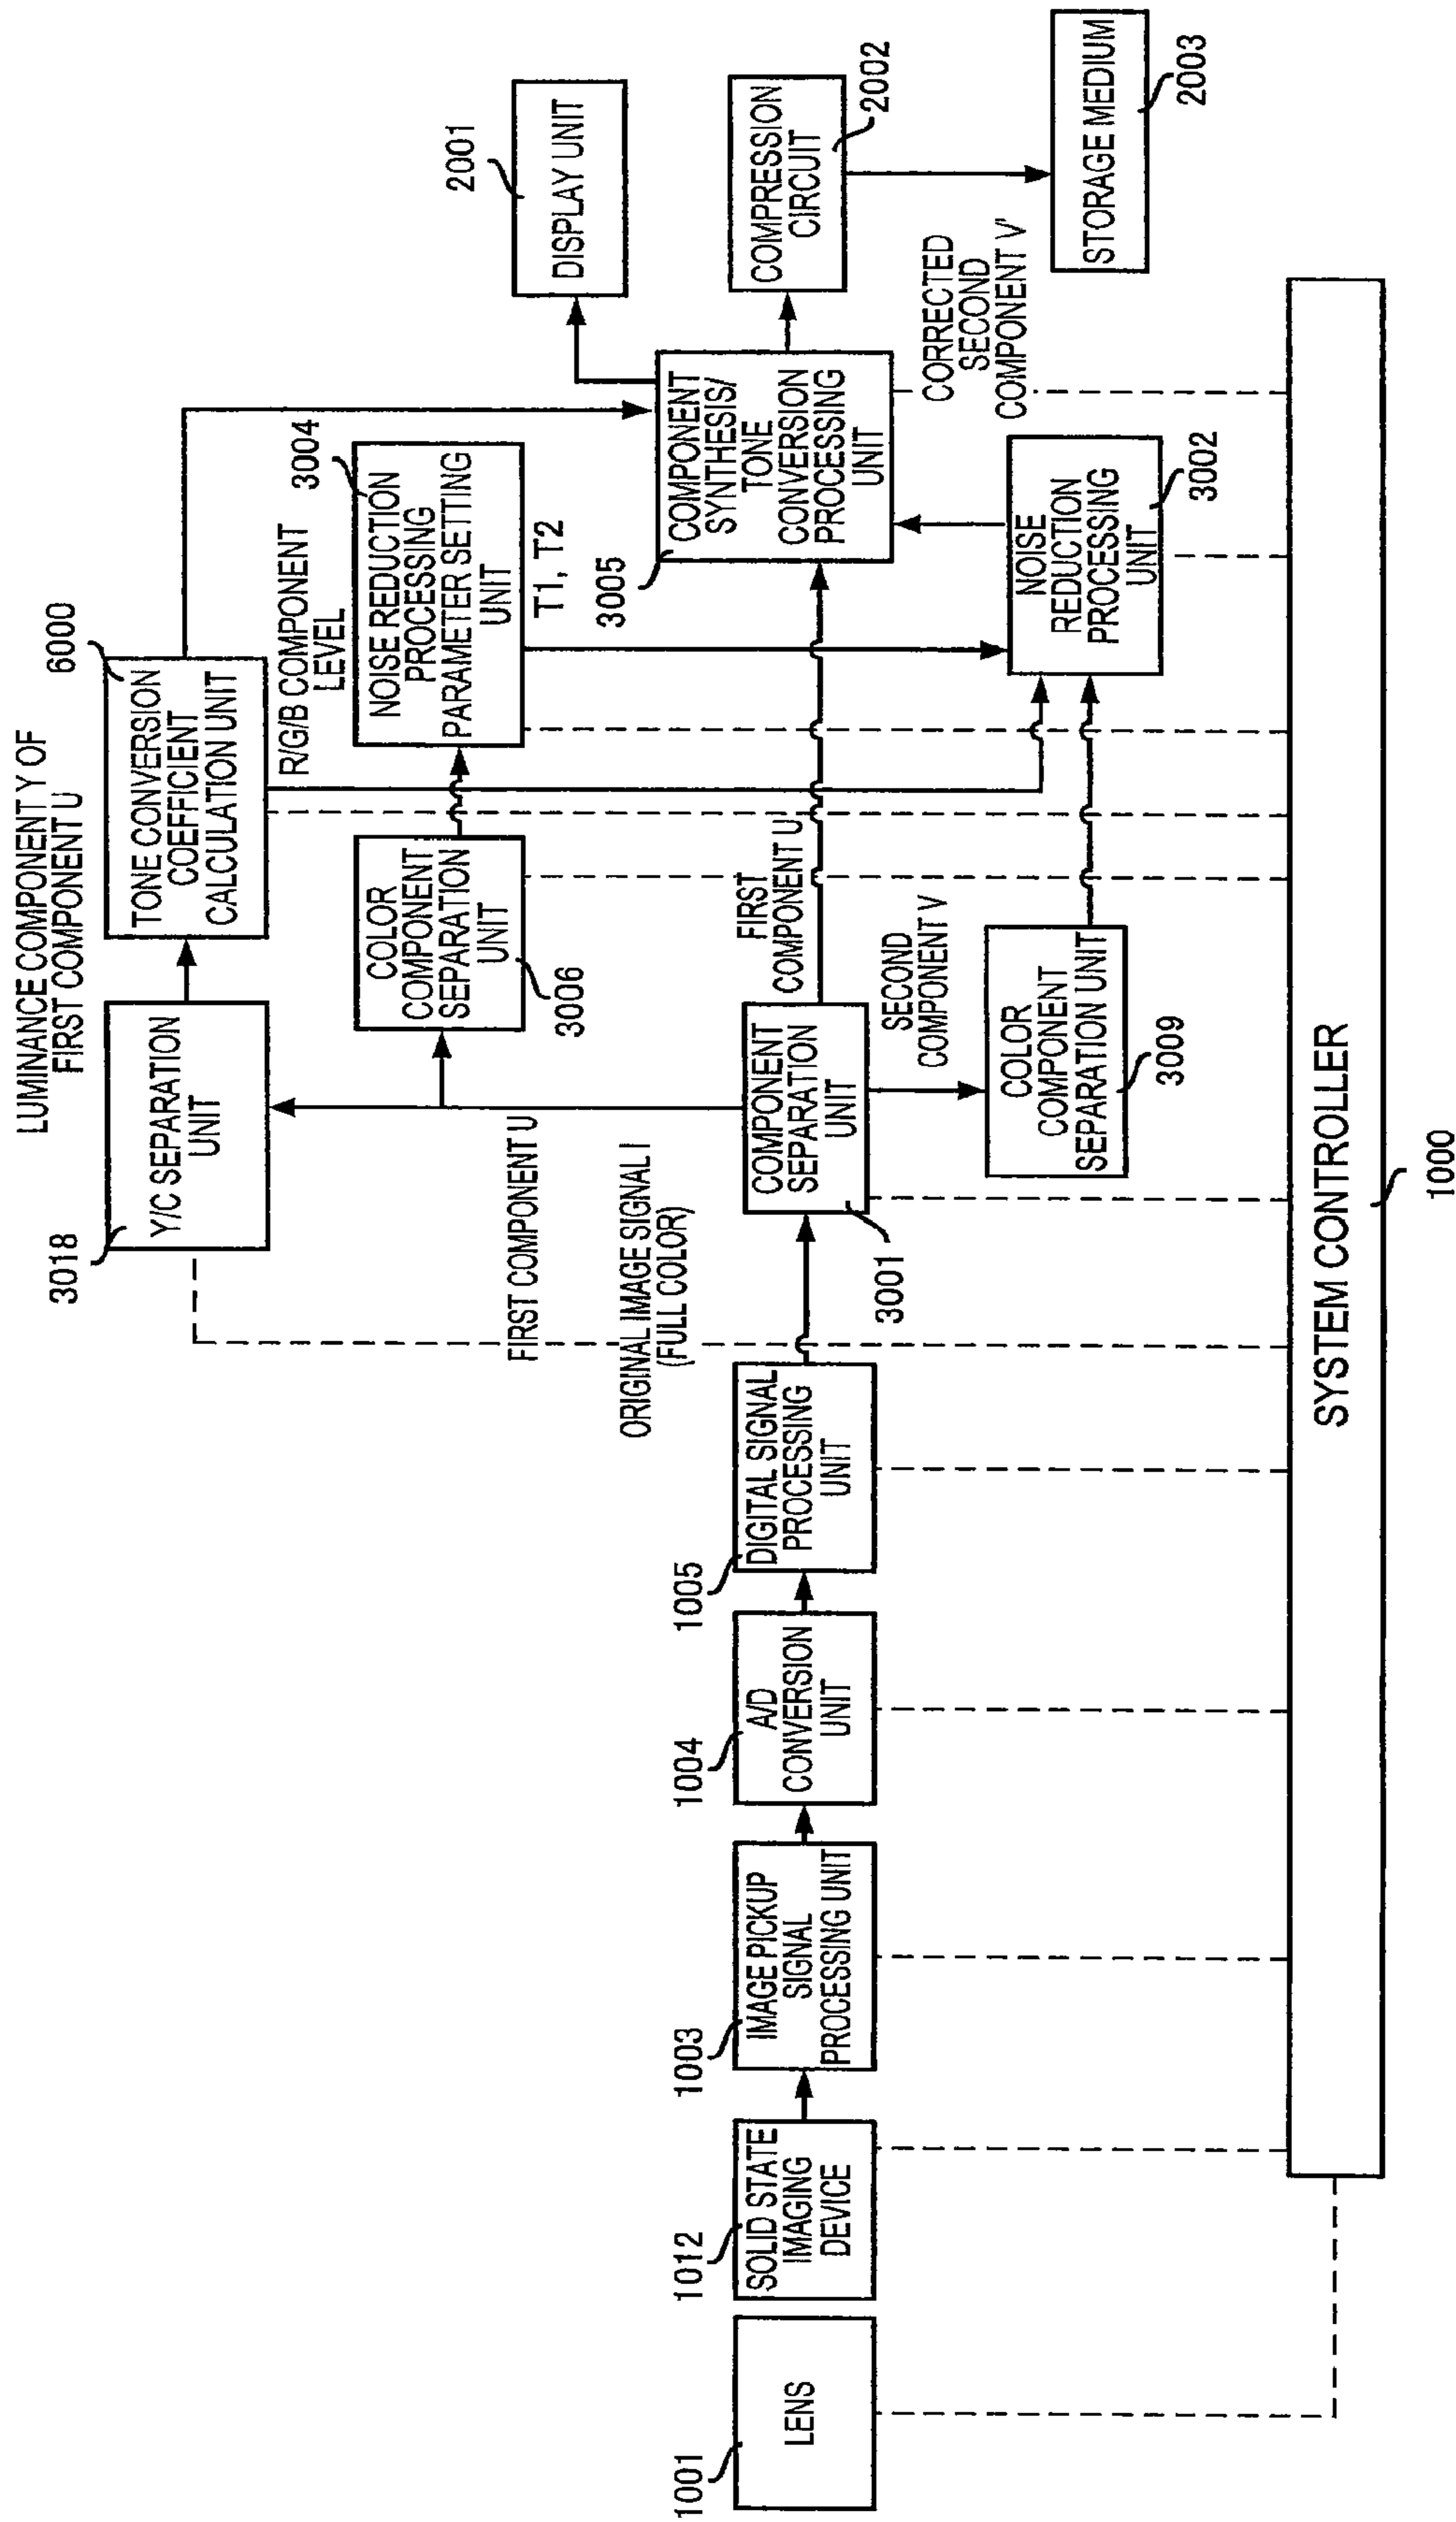 LUMINANCE COMPONENT Y OF
FIRST COMPONENT U
3018
Y/C SEPARATION
UNIT
6000
TONE CONVERSION
COEFFICIENT
CALCULATION UNIT
R/G/B COMPONENT
LEVEL
3004
NOISE REDUCTION
PROCESSING
PARAMETER SETTING
UNIT
T1, T2
COLOR
COMPONENT
SEPARATION
UNIT
3006
2001
DISPLAY UNIT
FIRST COMPONENT U
ORIGINAL IMAGE SIGNAL I
(FULL COLOR)
1001
LENS
1012
SOLID STATE
IMAGING
DEVICE
1003
IMAGE PICKUP
SIGNAL
PROCESSING UNIT
1004
A/D
CONVERSION
UNIT
1005
DIGITAL SIGNAL
PROCESSING
UNIT
COMPONENT
SEPARATION
UNIT
3001
FIRST
COMPONENT U
SECOND
COMPONENT V
3005
COMPONENT
SYNTHESIS/
TONE
CONVERSION
PROCESSING
UNIT
COMPRESSION
CIRCUIT
2002
CORRECTED
SECOND
COMPONENT V'
COLOR
COMPONENT
SEPARATION UNIT
3009
NOISE
REDUCTION
PROCESSING
UNIT
3002
STORAGE MEDIUM
2003
SYSTEM CONTROLLER
1000